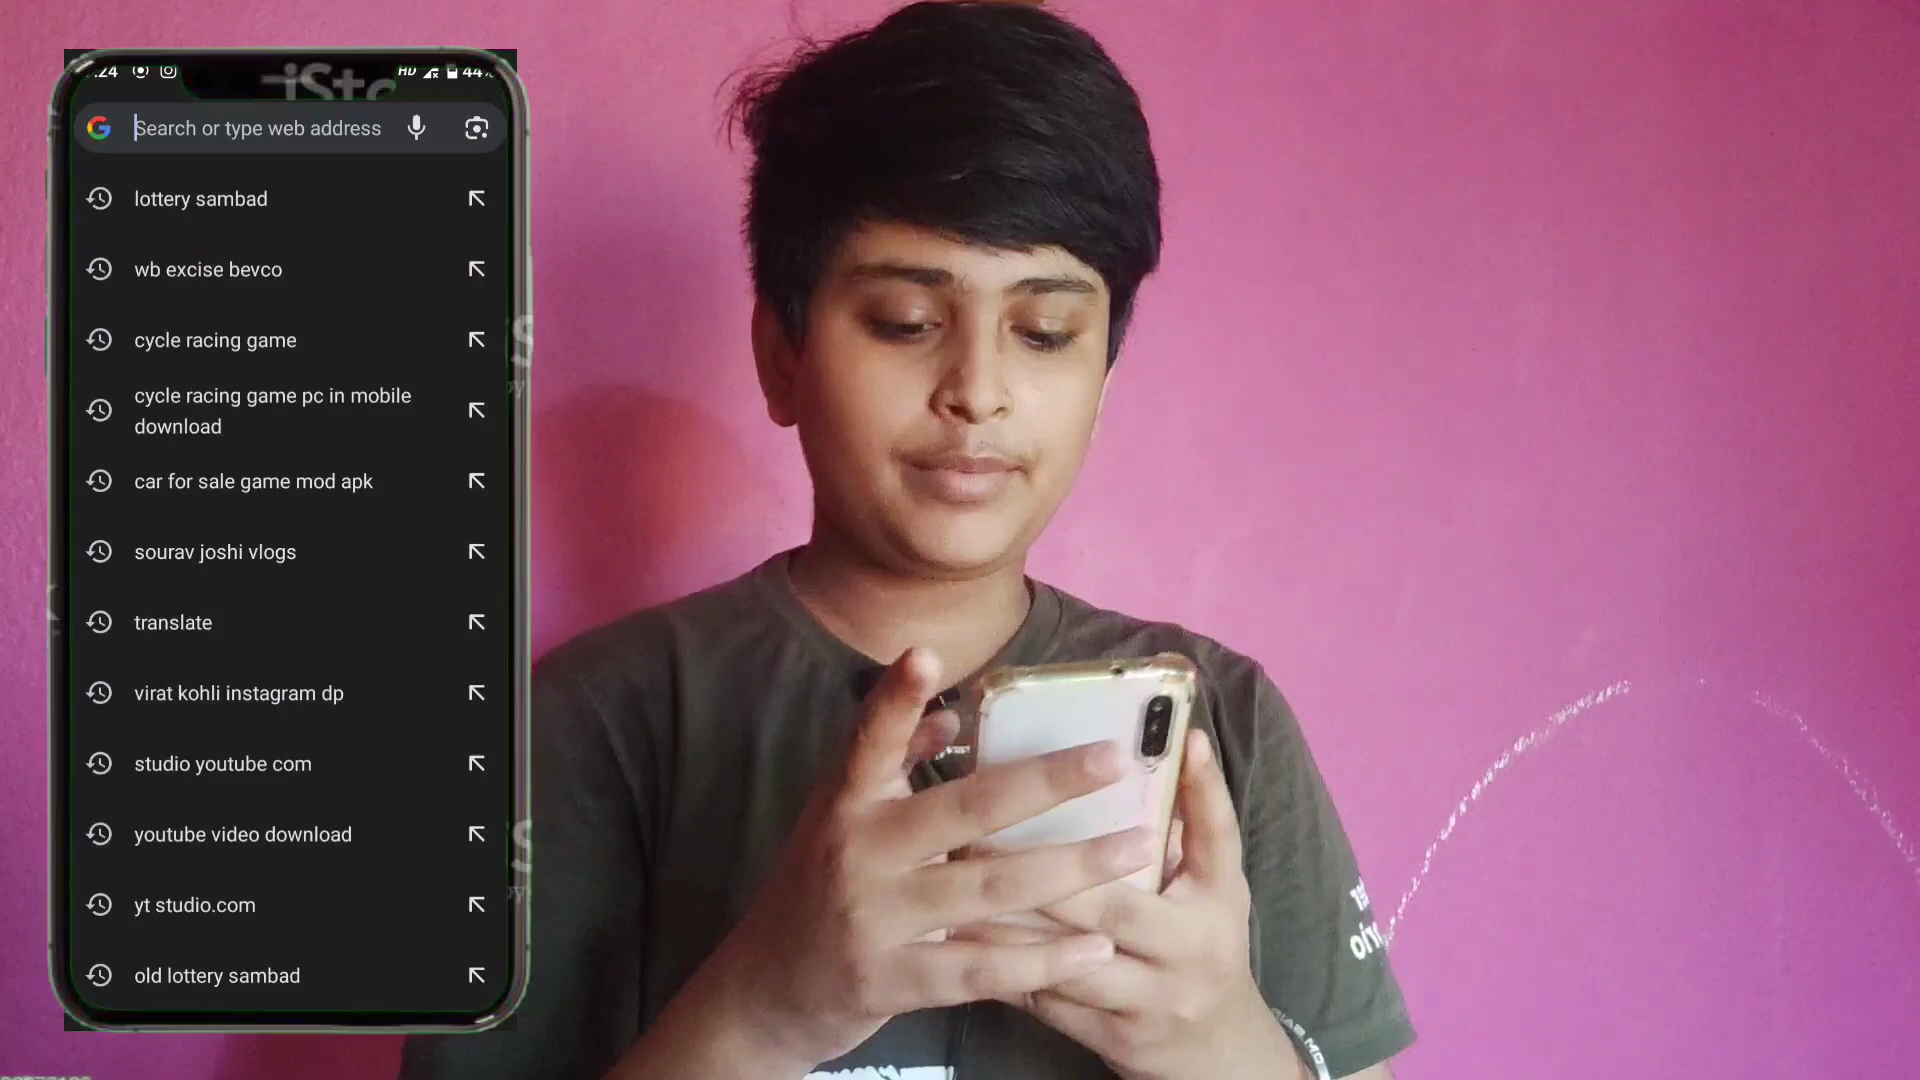 :24
HD
44%
iSto
Search or type web address
lottery sambad
wb excise bevco
cycle racing game
cycle racing game pc in mobile
download
car for sale game mod apk
sourav joshi vlogs
translate
virat kohli instagram dp
studio youtube com
youtube video download
yt studio.com
old lottery sambad